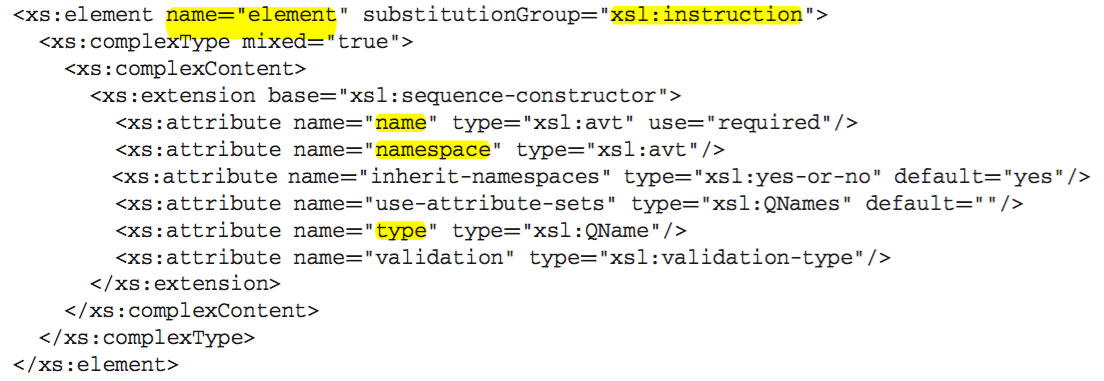 <xs:element name="element" substitutionGroup="xsl:instruction">
<xs:complexType mixed="true">
<xs:complexContent>
<xs:extension base="xsl:sequence-constructor">
<xs:attribute name="name" type="xsl:avt" use="required"/>
<xs:attribute name="namespace" type="xsl:avt"/>
<xs:attribute name="inherit-namespaces" type="xsl:yes-or-no" default="yes"/>
<xs:attribute name="use-attribute-sets" type="xsl:QNames" default=""/>
<xs:attribute name="type" type="xsl:QName"/>
<xs:attribute name="validation" type="xsl:validation-type"/>
</xs:extension>
</xs:complexContent>
</xs:complexType>
</xs:element>